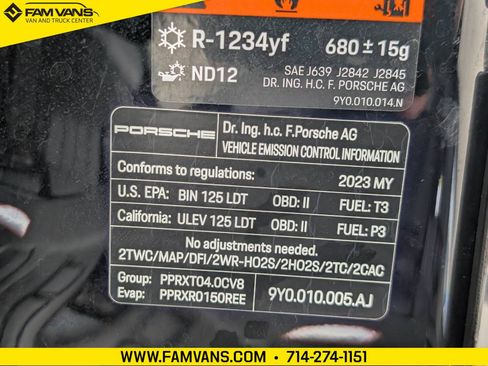 FAMVANS
VAN AND TRUCK CENTER
R-1234yf 680 ± 15g
ND12 SAE J639 J2842 J2845
DR. ING. H.C. F. PORSCHE AG
9Y0.010.014.N
PORSCHE Dr. Ing. h.c. F.Porsche AG
VEHICLE EMISSION CONTROL INFORMATION
Conforms to regulations: 2023 MY
U.S. EPA: BIN 125 LDT OBD: II FUEL: T3
California: ULEV 125 LDT OBD: II FUEL: P3
No adjustments needed.
2TWC/MAP/DFI/2WR-HO2S/2HO2S/2TC/2CAC
Group: PPRXT04.0CV8
Evap: PPRXR0150REE 9Y0.010.005.AJ
WWW.FAMVANS.COM • 714-274-1151